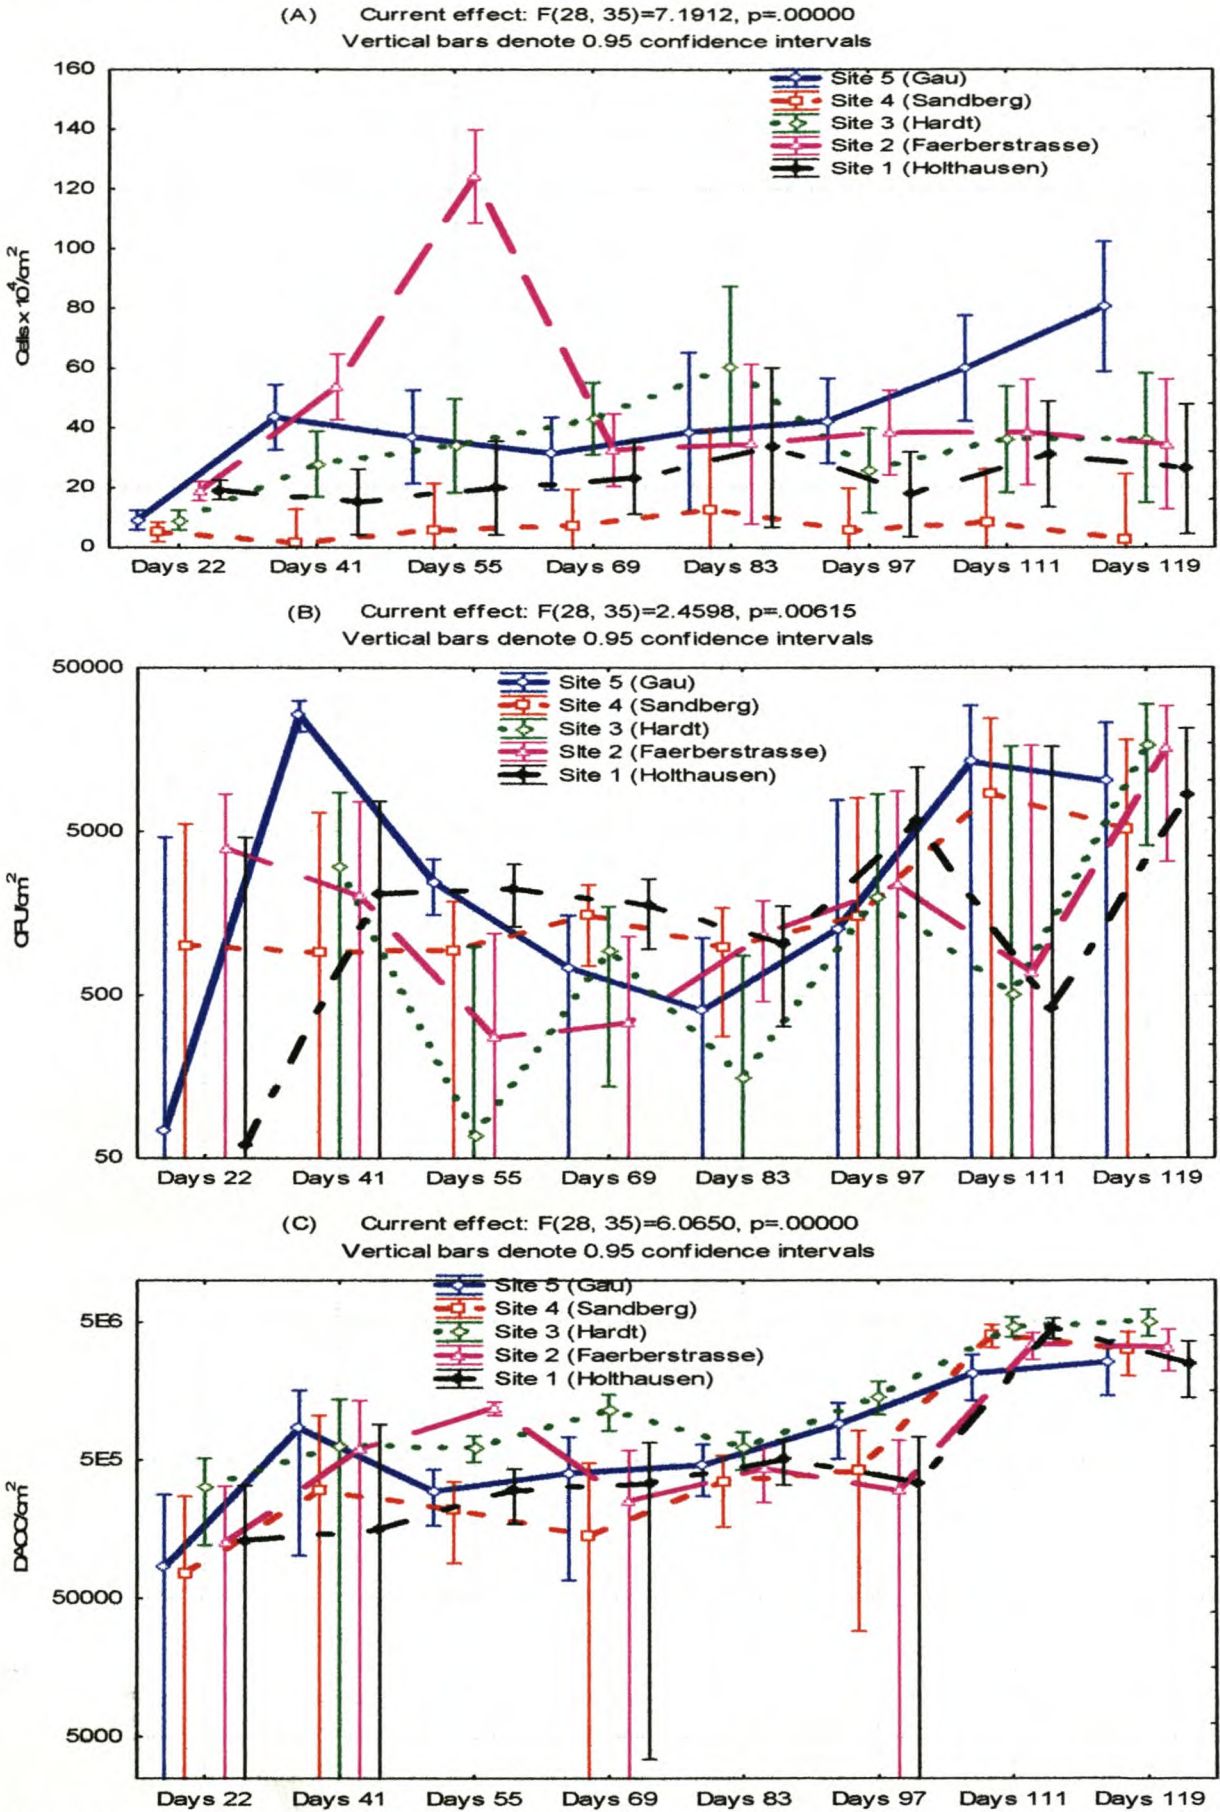 (A) Current effect: F(28, 35)=7.1912, p=.00000
Vertical bars denote 0.95 confidence intervals
160
140
120
100
80
60
40
20
0
Cells x 10⁴/cm²
Site 5 (Gau)
Site 4 (Sandberg)
Site 3 (Hardt)
Site 2 (Faerberstrasse)
Site 1 (Holthausen)
Days 22 Days 41 Days 55 Days 69 Days 83 Days 97 Days 111 Days 119
(B) Current effect: F(28, 35)=2.4598, p=.00615
Vertical bars denote 0.95 confidence intervals
50000
5000
500
50
CFU/cm²
Site 5 (Gau)
Site 4 (Sandberg)
Site 3 (Hardt)
SIte 2 (Faerberstrasse)
Site 1 (Holthausen)
Days 22 Days 41 Days 55 Days 69 Days 83 Days 97 Days 111 Days 119
(C) Current effect: F(28, 35)=6.0650, p=.00000
Vertical bars denote 0.95 confidence intervals
5E6
5E5
50000
5000
DACC/cm²
Site 5 (Gau)
Site 4 (Sandberg)
Site 3 (Hardt)
Site 2 (Faerberstrasse)
Site 1 (Holthausen)
Days 22 Days 41 Days 55 Days 69 Days 83 Days 97 Days 111 Days 119